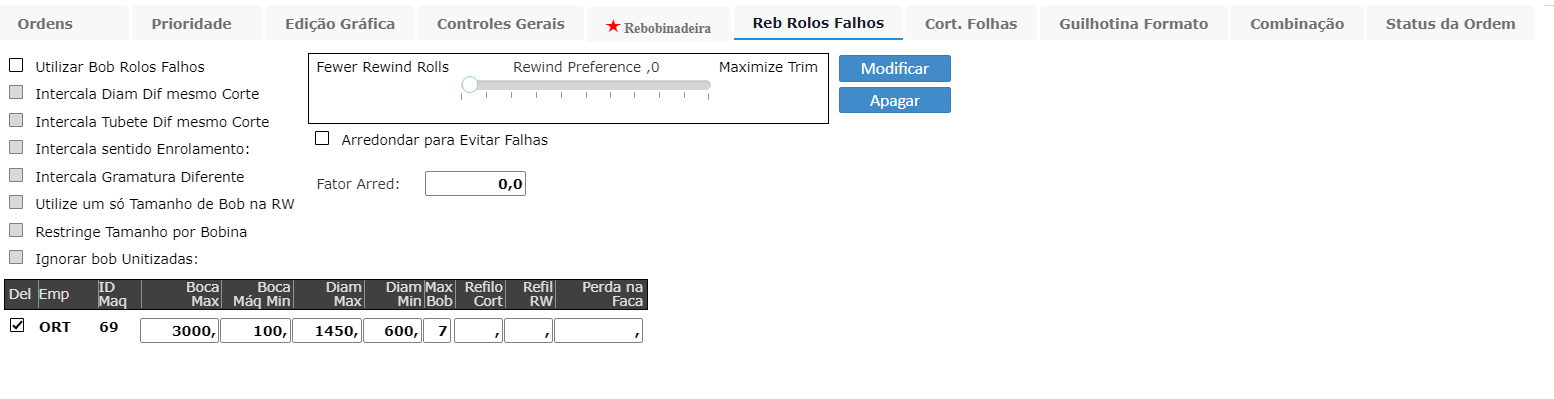 Ordens Prioridade Edição Gráfica Controles Gerais Rebobinadeira Reb Rolos Falhos Cort. Folhas Guilhotina Formato Combinação Status da Ordem
Utilizar Bob Rolos Falhos
Intercala Diam Dif mesmo Corte
Intercala Tubete Dif mesmo Corte
Intercala sentido Enrolamento:
Intercala Gramatura Diferente
Utilize um só Tamanho de Bob na RW
Restringe Tamanho por Bobina
Ignorar bob Unitizadas:
Fewer Rewind Rolls Rewind Preference ,0 Maximize Trim
Arredondar para Evitar Falhas
Fator Arred: 0,0
Modificar
Apagar
Del Emp ID Maq Boca Max Boca Máq Min Diam Max Diam Min Max Bob Refilo Cort Refil RW Perda na Faca
ORT 69 3000, 100, 1450, 600, 7 , , ,